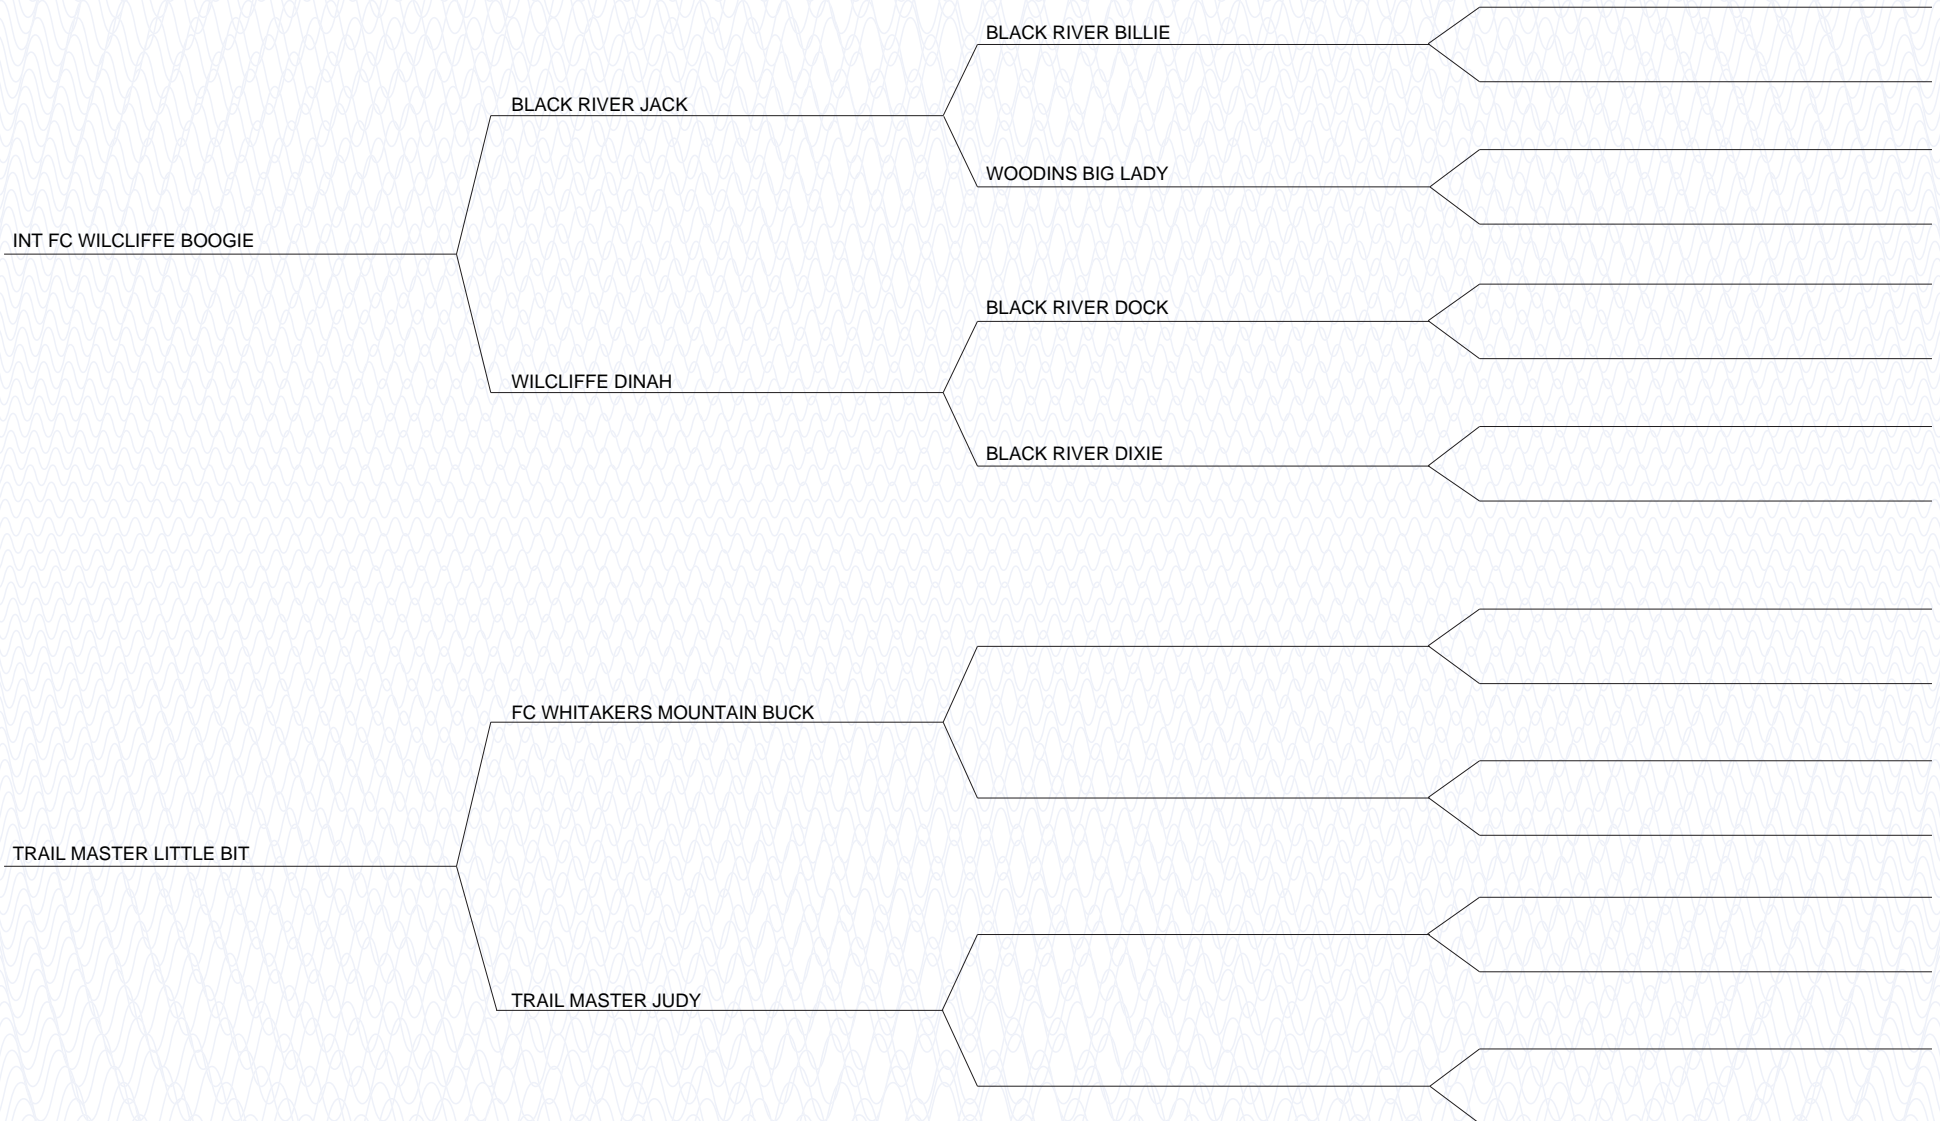 BLACK RIVER BILLIE
BLACK RIVER JACK
WOODINS BIG LADY
INT FC WILCLIFFE BOOGIE
BLACK RIVER DOCK
WILCLIFFE DINAH
BLACK RIVER DIXIE
FC WHITAKERS MOUNTAIN BUCK
TRAIL MASTER LITTLE BIT
TRAIL MASTER JUDY